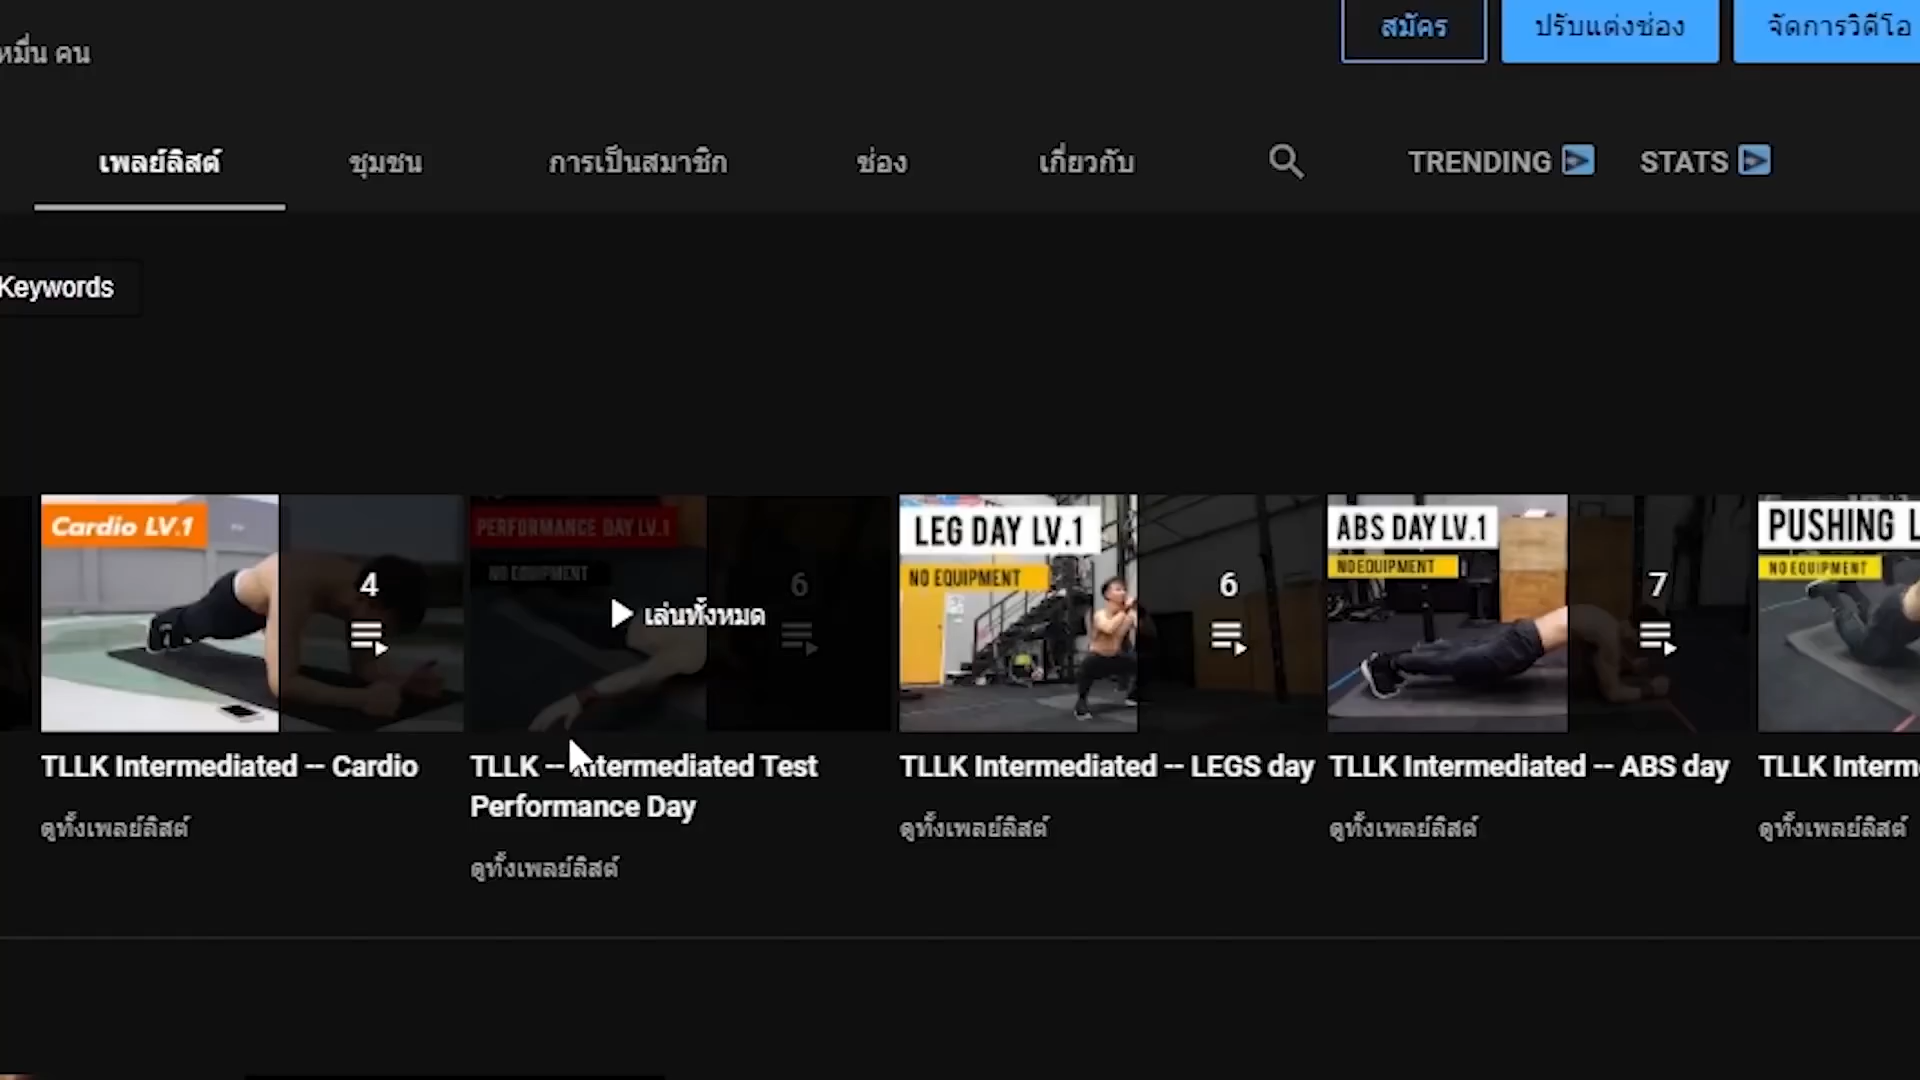 สมัคร
ปรับแต่งช่อง
จัดการวิดีโอ
หมื่น คน
เพลย์ลิสต์
ชุมชน
การเป็นสมาชิก
ช่อง
เกี่ยวกับ
TRENDING
STATS
Keywords
Cardio LV.1
4
PERFORMANCE DAY LV.1
NO EQUIPMENT
6
เล่นทั้งหมด
LEG DAY LV.1
NO EQUIPMENT
6
ABS DAY LV.1
NO EQUIPMENT
7
PUSHING L
NO EQUIPMENT
TLLK Intermediated -- Cardio
ดูทั้งเพลย์ลิสต์
TLLK -- Intermediated Test
Performance Day
ดูทั้งเพลย์ลิสต์
TLLK Intermediated -- LEGS day
ดูทั้งเพลย์ลิสต์
TLLK Intermediated -- ABS day
ดูทั้งเพลย์ลิสต์
TLLK Interm
ดูทั้งเพลย์ลิสต์